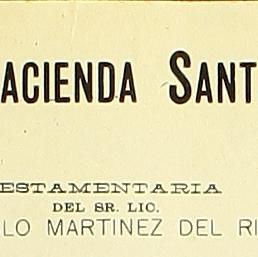 ACIENDA SANT
ESTAMENTARIA
DEL SR. LIC.
LO MARTINEZ DEL RI